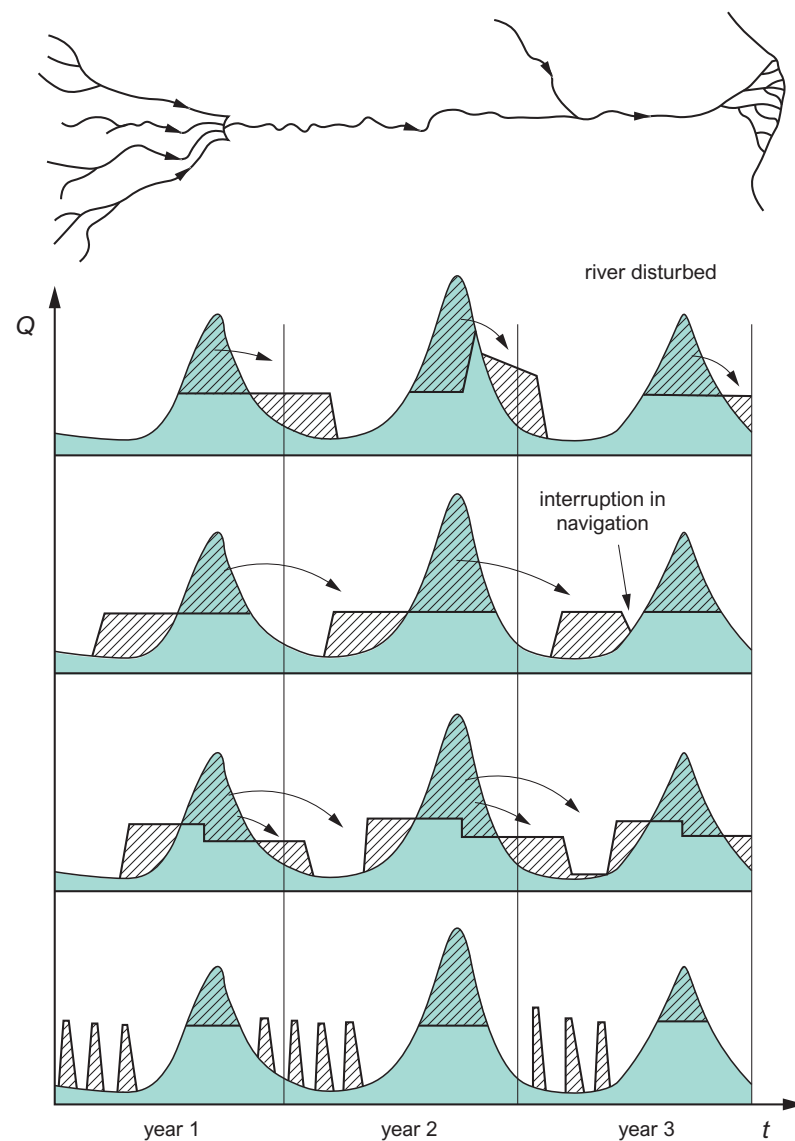 river disturbed
Q
interruption in
navigation
year 1
year 2
year 3
t